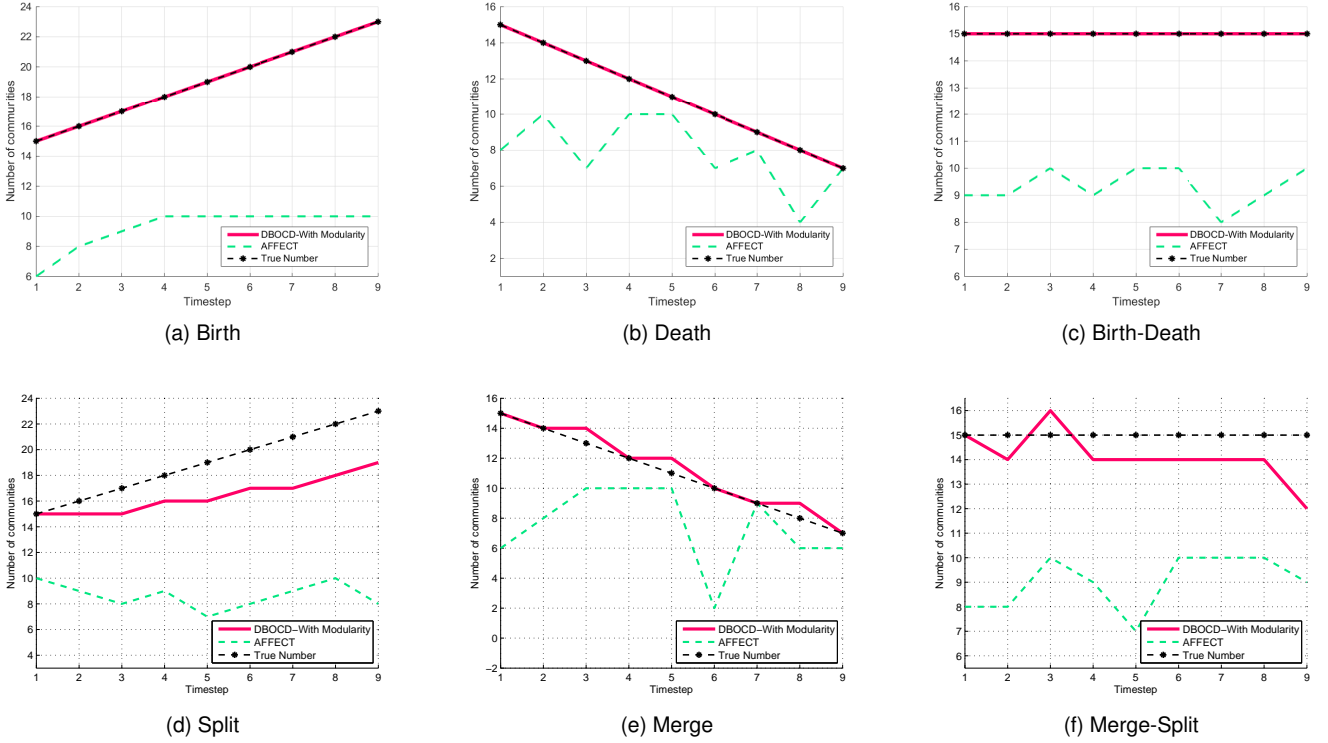 24
22
20
18
16
14
12
10
8
6
Number of communities
1 2 3 4 5 6 7 8 9
Timestep
DBOCD-With Modularity
AFFECT
True Number
(a) Birth
16
14
12
10
8
6
4
2
Number of communities
1 2 3 4 5 6 7 8 9
Timestep
DBOCD-With Modularity
AFFECT
True Number
(b) Death
16
15
14
13
12
11
10
9
8
7
6
5
6
Number of communities
1 2 3 4 5 6 7 8 9
Timestep
DBOCD-With Modularity
AFFECT
True Number
(c) Birth-Death
24
22
20
18
16
14
12
10
8
6
4
Number of communities
1 2 3 4 5 6 7 8 9
Timestep
DBOCD-With Modularity
AFFECT
True Number
(d) Split
16
14
12
10
8
6
4
2
0
−2
Number of communities
1 2 3 4 5 6 7 8 9
Timestep
DBOCD-With Modularity
AFFECT
True Number
(e) Merge
16
15
14
12
10
9
8
7
6
Number of communities
1 2 3 4 5 6 7 8 9
Timestep
DBOCD-With Modularity
AFFECT
True Number
(f) Merge-Split